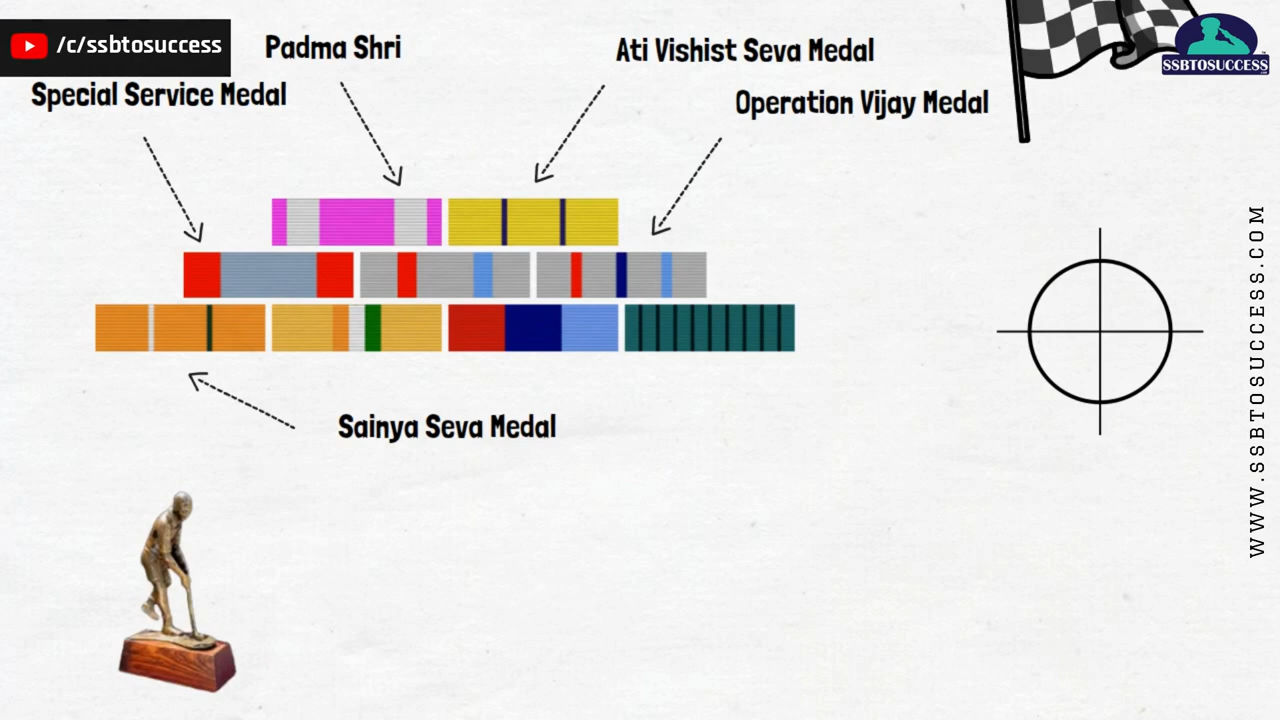 /c/ssbtosuccess
Padma Shri
Ati Vishist Seva Medal
SSBTOSUCCESS
Special Service Medal
Operation Vijay Medal
Sainya Seva Medal
WWW.SSBTOSUCCESS.COM